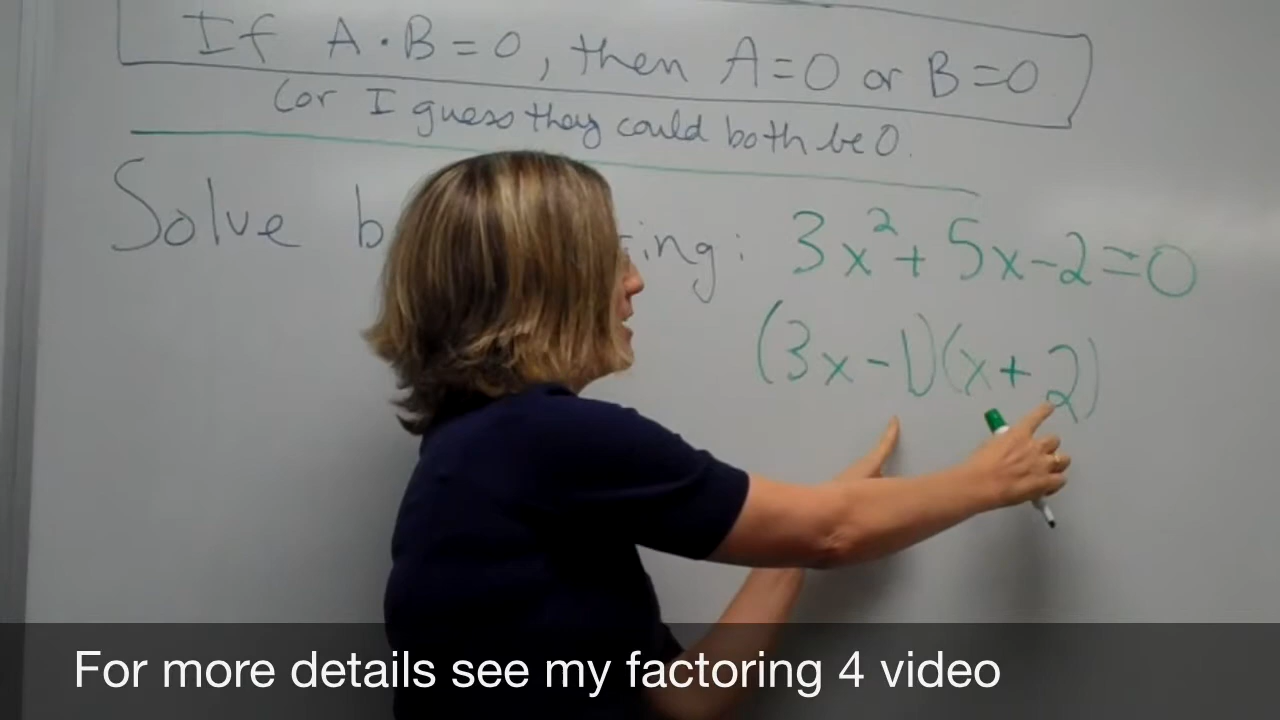 If A·B=0, then A=0 or B=0
(or I guess they could both be 0.
Solve b ring: 3x²+5x-2=0
(3x-1)(x+2)
For more details see my factoring 4 video